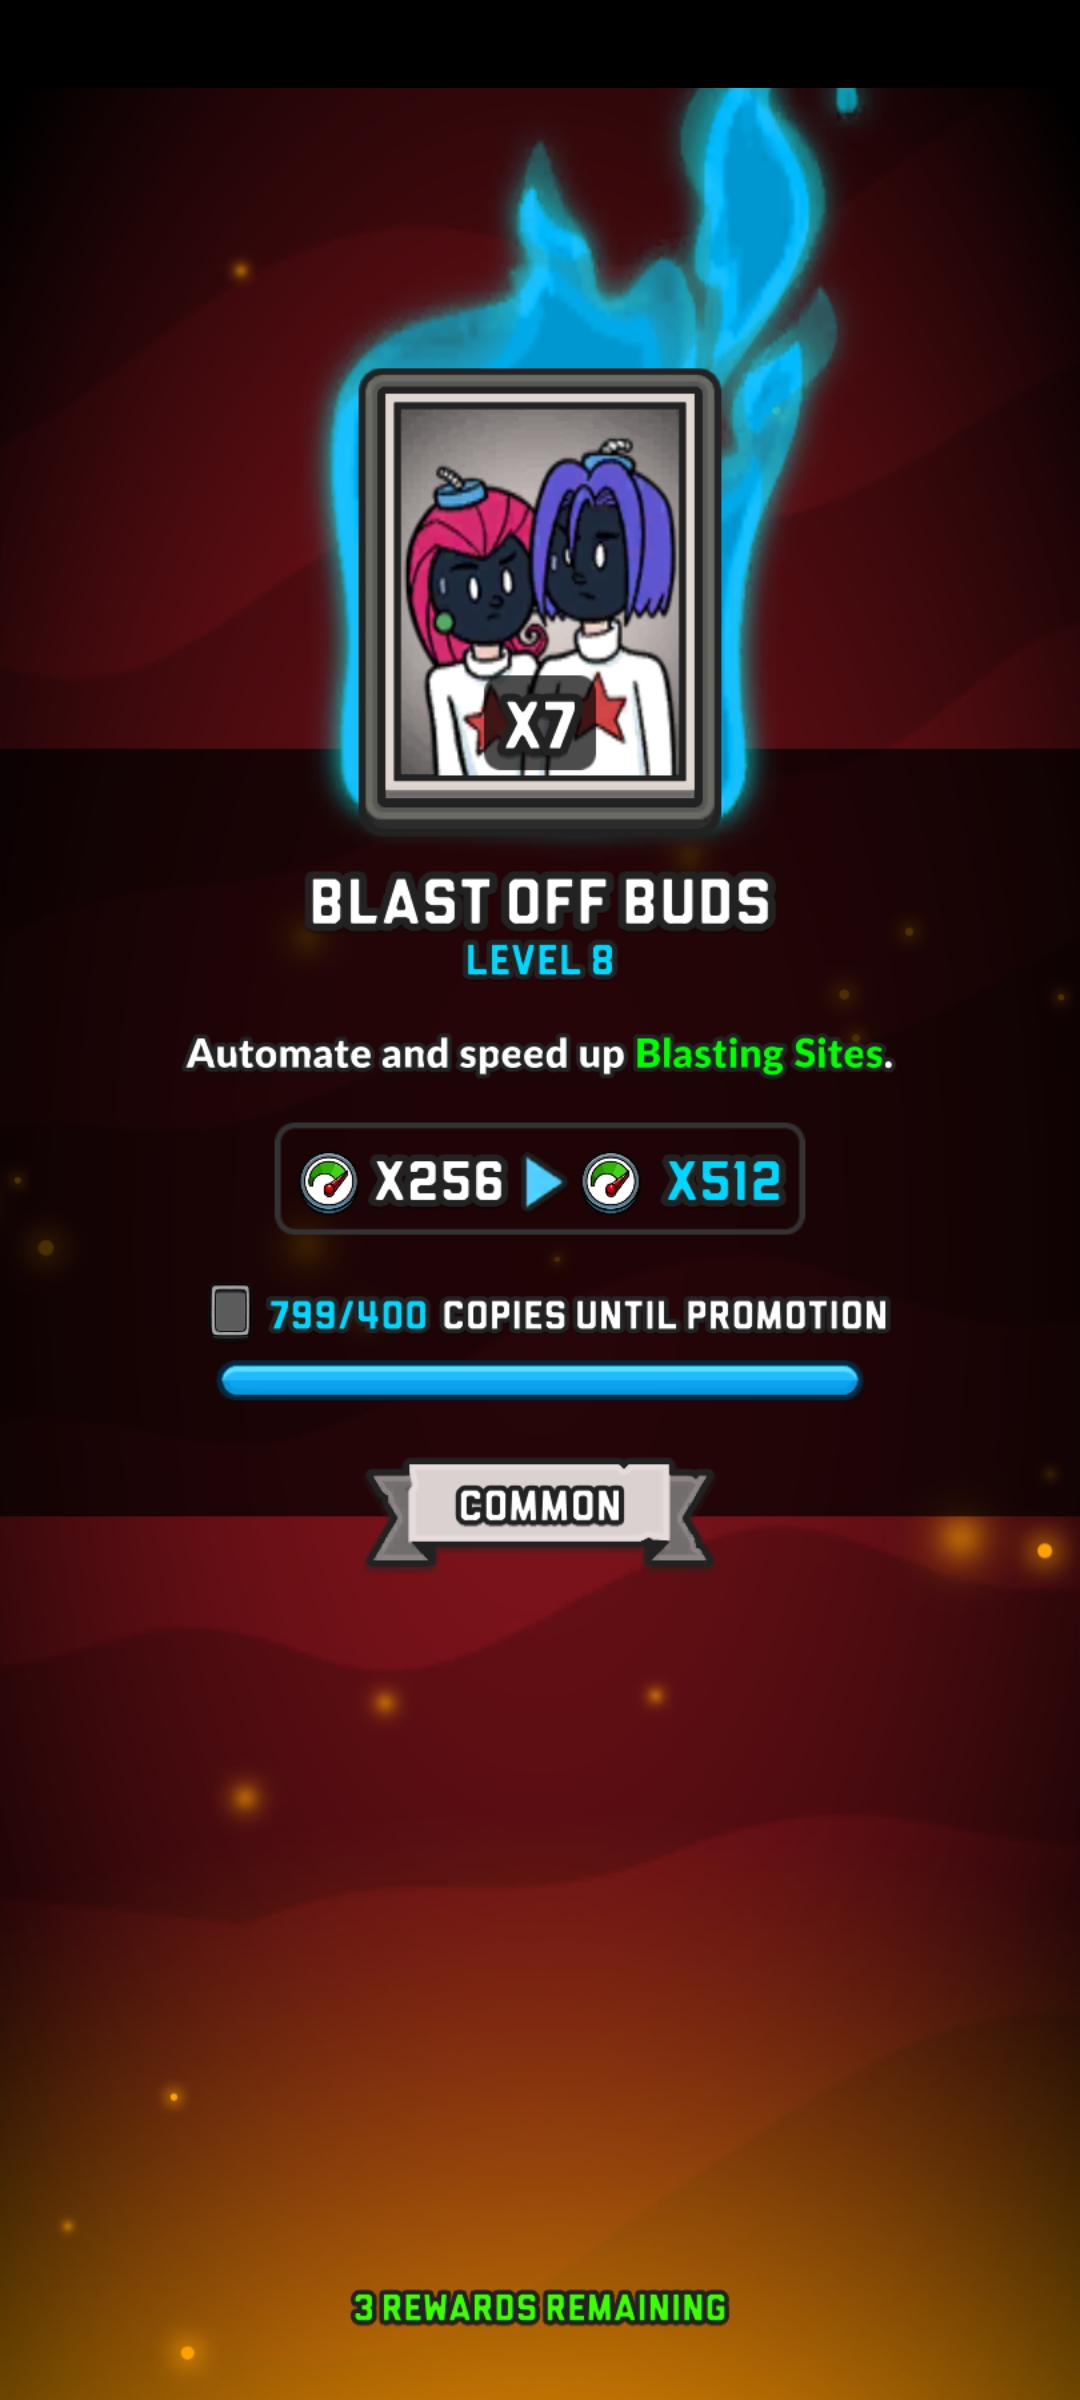 X7
BLAST OFF BUDS
LEVEL 8
Automate and speed up Blasting Sites.
X256 X512
799/400 COPIES UNTIL PROMOTION
COMMON
3 REWARDS REMAINING